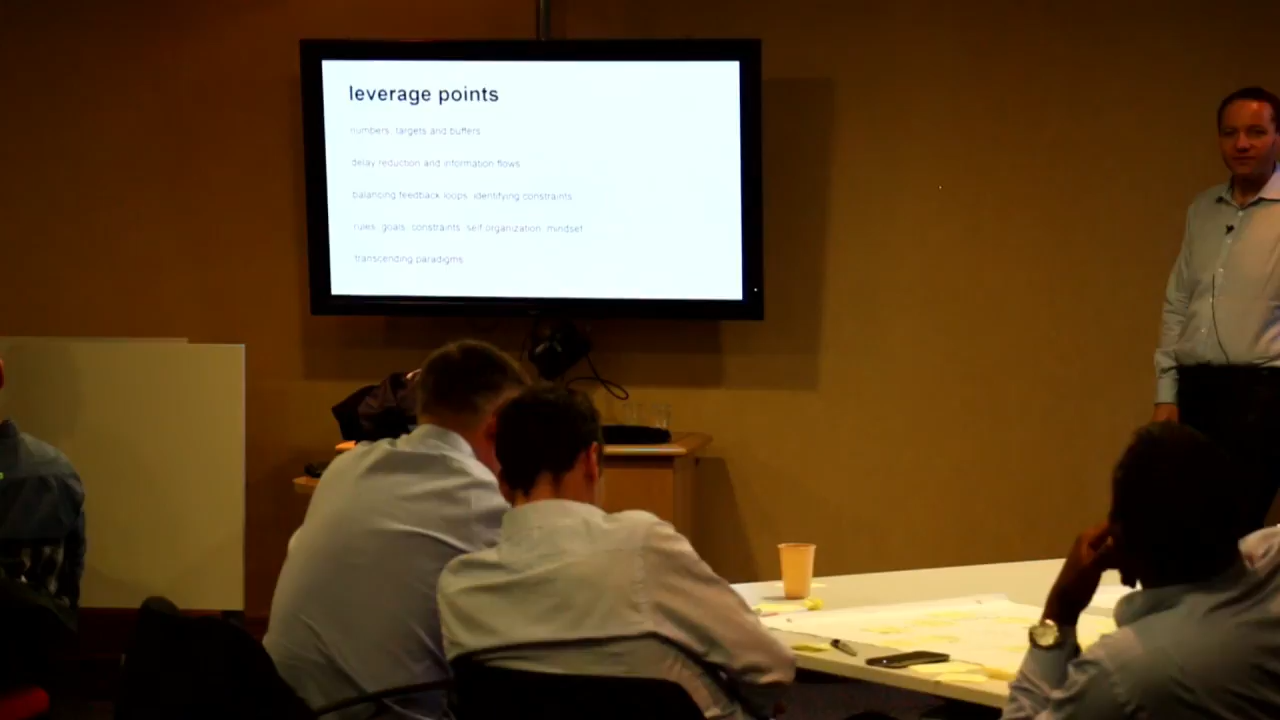 leverage points
numbers, targets and buffers
delay reduction and information flows
balancing feedback loops, identifying constraints
rules, goals, constraints, self organization, mindset
transcending paradigms